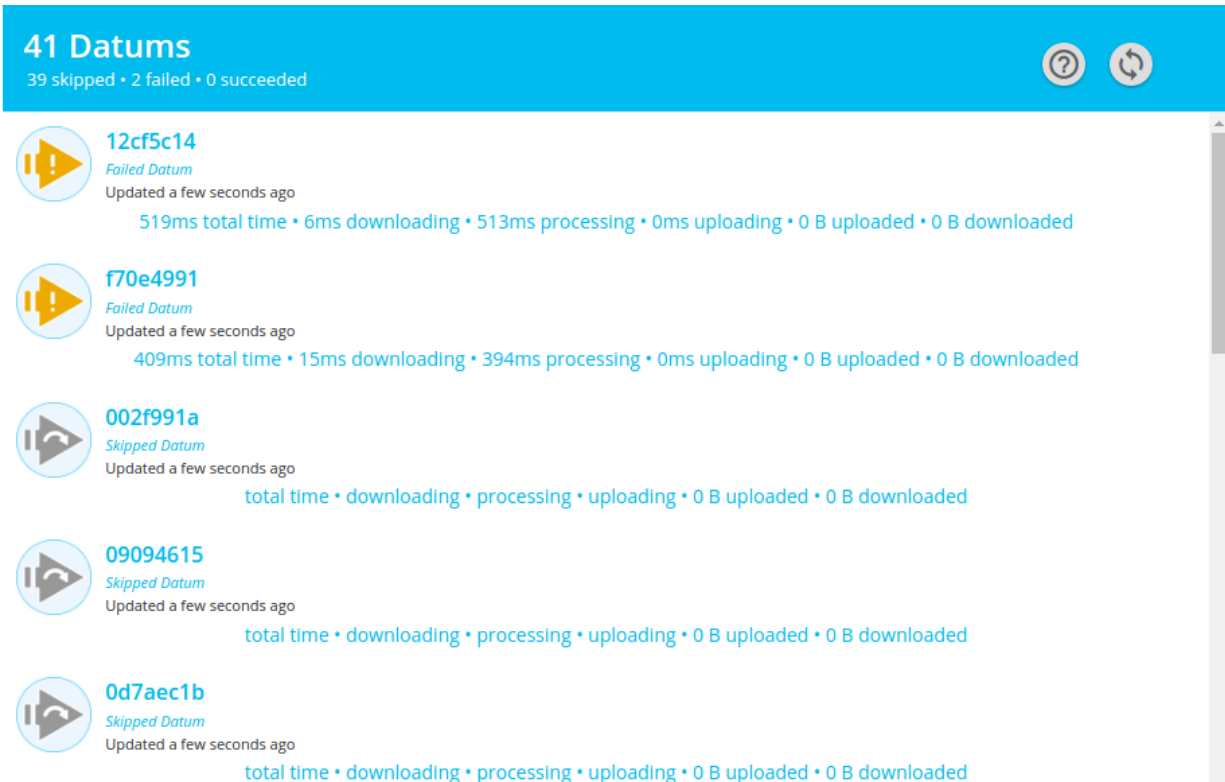 41 Datums
39 skipped • 2 failed • 0 succeeded
12cf5c14
Failed Datum
Updated a few seconds ago
519ms total time • 6ms downloading • 513ms processing • 0ms uploading • 0 B uploaded • 0 B downloaded
f70e4991
Failed Datum
Updated a few seconds ago
409ms total time • 15ms downloading • 394ms processing • 0ms uploading • 0 B uploaded • 0 B downloaded
002f991a
Skipped Datum
Updated a few seconds ago
total time • downloading • processing • uploading • 0 B uploaded • 0 B downloaded
09094615
Skipped Datum
Updated a few seconds ago
total time • downloading • processing • uploading • 0 B uploaded • 0 B downloaded
0d7aec1b
Skipped Datum
Updated a few seconds ago
total time • downloading • processing • uploading • 0 B uploaded • 0 B downloaded